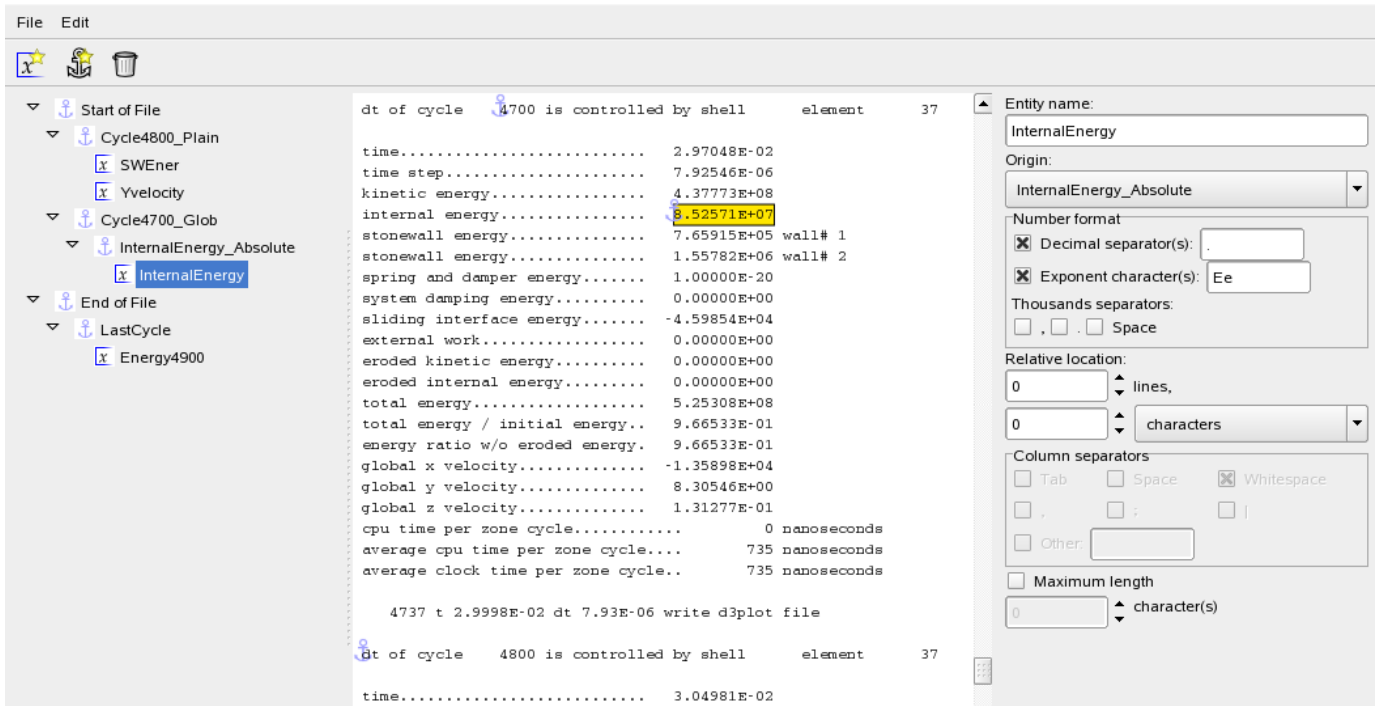 File Edit
Start of File
Cycle4800_Plain
x SWEner
x Yvelocity
Cycle4700_Glob
InternalEnergy_Absolute
x InternalEnergy
End of File
LastCycle
x Energy4900
dt of cycle 4700 is controlled by shell element 37
time.......................... 2.97048E-02
time step..................... 7.92546E-06
kinetic energy................ 4.37773E+08
internal energy............... 8.52571E+07
stonewall energy.............. 7.65915E+05 wall# 1
stonewall energy.............. 1.55782E+06 wall# 2
spring and damper energy...... 1.00000E-20
system damping energy......... 0.00000E+00
sliding interface energy...... -4.59854E+04
external work................. 0.00000E+00
eroded kinetic energy......... 0.00000E+00
eroded internal energy........ 0.00000E+00
total energy.................. 5.25308E+08
total energy / initial energy.. 9.66533E-01
energy ratio w/o eroded energy. 9.66533E-01
global x velocity............. -1.35898E+04
global y velocity............. 8.30546E+00
global z velocity............. 1.31277E-01
cpu time per zone cycle............ 0 nanoseconds
average cpu time per zone cycle.... 735 nanoseconds
average clock time per zone cycle.. 735 nanoseconds
4737 t 2.9998E-02 dt 7.93E-06 write d3plot file
dt of cycle 4800 is controlled by shell element 37
time.......................... 3.04981E-02
Entity name:
InternalEnergy
Origin:
InternalEnergy_Absolute
Number format
Decimal separator(s): .
Exponent character(s): Ee
Thousands separators:
, . Space
Relative location:
0 lines,
0 characters
Column separators
Tab Space Whitespace
, ; |
Other:
Maximum length
0 character(s)